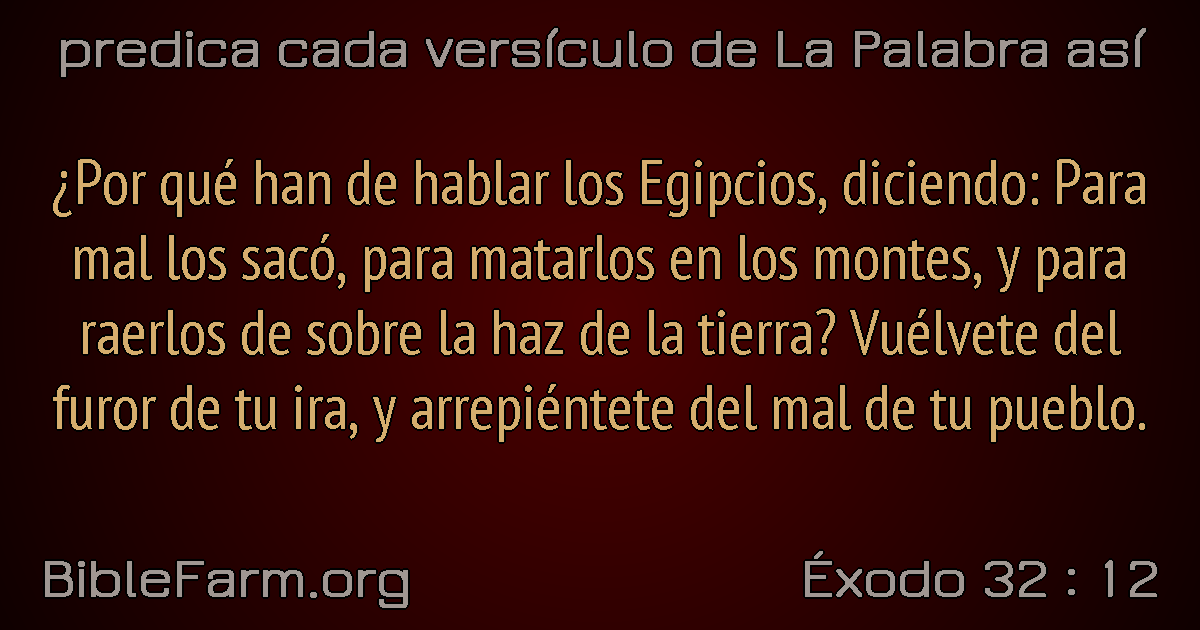 predica cada versículo de La Palabra así
¿Por qué han de hablar los Egipcios, diciendo: Para
mal los sacó, para matarlos en los montes, y para
raerlos de sobre la haz de la tierra? Vuélvete del
furor de tu ira, y arrepiéntete del mal de tu pueblo.
BibleFarm.org
Éxodo 32 : 12